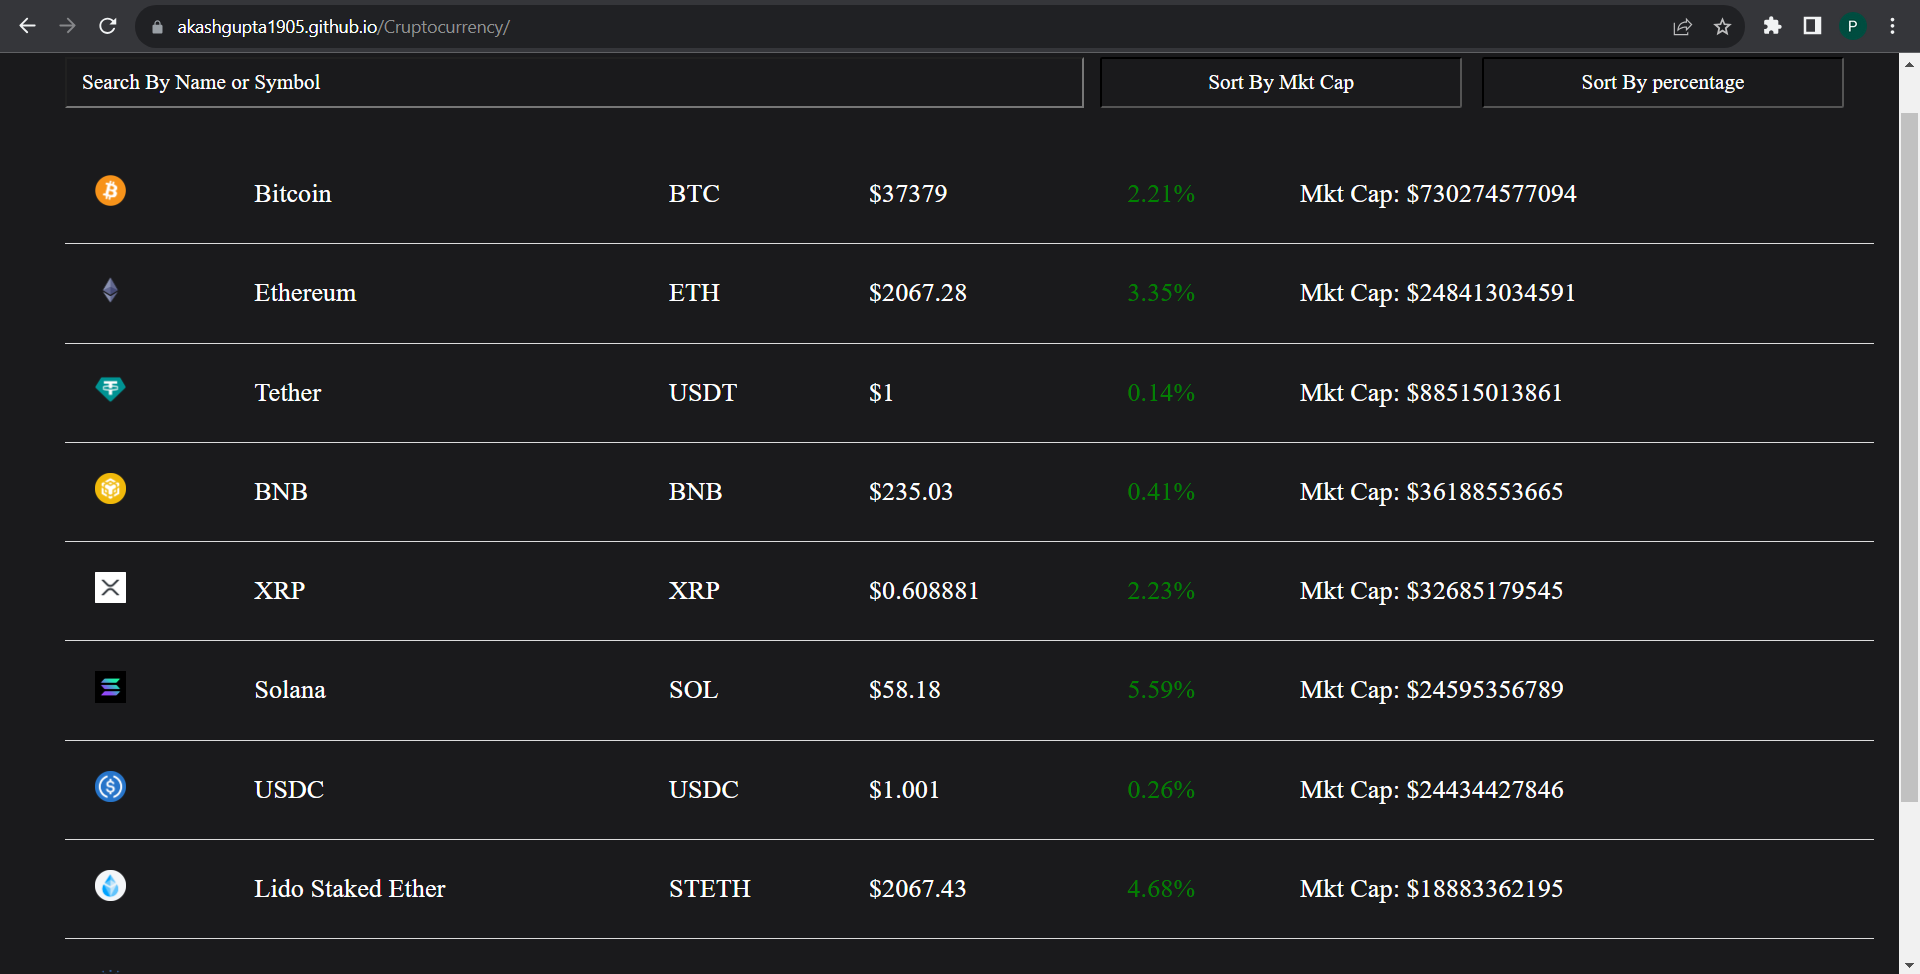 akashgupta1905.github.io/Cruptocurrency/
P
Search By Name or Symbol Sort By Mkt Cap Sort By percentage
Bitcoin BTC $37379 2.21% Mkt Cap: $730274577094
Ethereum ETH $2067.28 3.35% Mkt Cap: $248413034591
Tether USDT $1 0.14% Mkt Cap: $88515013861
BNB BNB $235.03 0.41% Mkt Cap: $36188553665
XRP XRP $0.608881 2.23% Mkt Cap: $32685179545
Solana SOL $58.18 5.59% Mkt Cap: $24595356789
USDC USDC $1.001 0.26% Mkt Cap: $24434427846
Lido Staked Ether STETH $2067.43 4.68% Mkt Cap: $18883362195